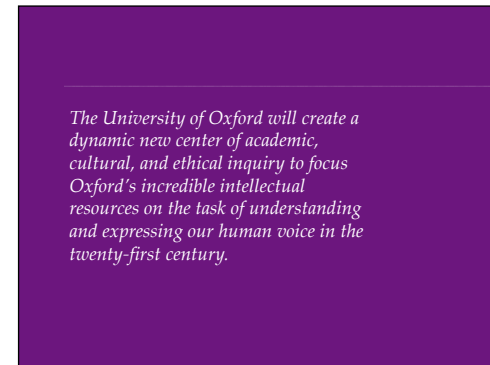 The University of Oxford will create a
dynamic new center of academic,
cultural, and ethical inquiry to focus
Oxford’s incredible intellectual
resources on the task of understanding
and expressing our human voice in the
twenty-first century.